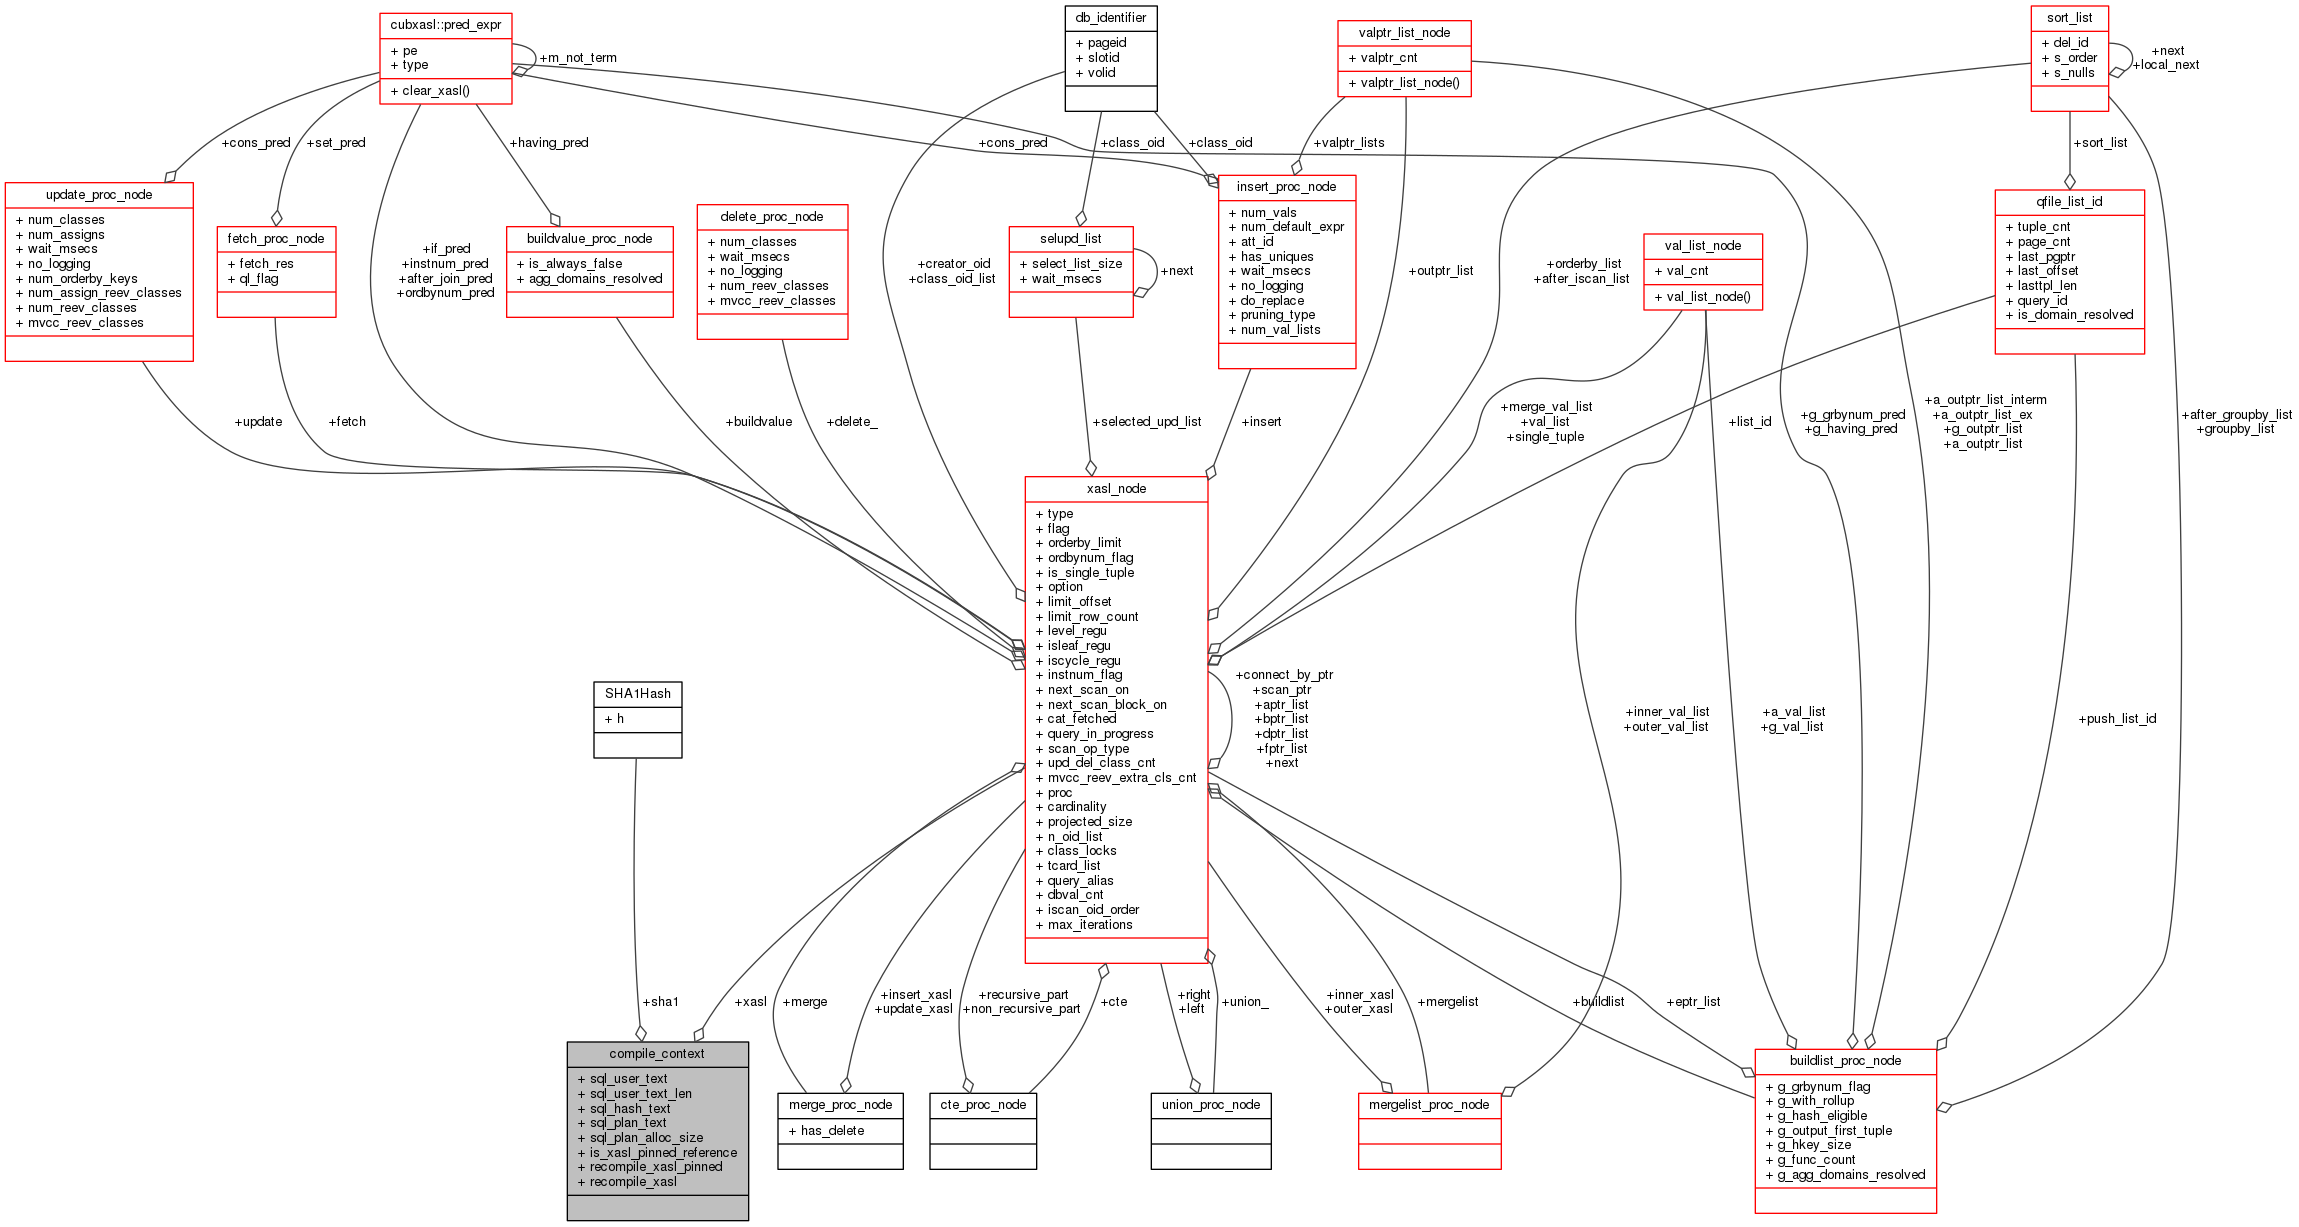 cubxasl::pred_expr
+ pe
+ type
+ clear_xasl()
+m_not_term
db_identifier
+ pageid
+ slotid
+ volid
valptr_list_node
+ valptr_cnt
+ valptr_list_node()
sort_list
+ del_id
+ s_order
+ s_nulls
+next
+local_next
+cons_pred
+set_pred
+having_pred
+cons_pred
+class_oid
+class_oid
+valptr_lists
+sort_list
update_proc_node
+ num_classes
+ num_assigns
+ wait_msecs
+ no_logging
+ num_orderby_keys
+ num_assign_reev_classes
+ num_reev_classes
+ mvcc_reev_classes
fetch_proc_node
+ fetch_res
+ ql_flag
+if_pred
+instnum_pred
+after_join_pred
+ordbynum_pred
buildvalue_proc_node
+ is_always_false
+ agg_domains_resolved
delete_proc_node
+ num_classes
+ wait_msecs
+ no_logging
+ num_reev_classes
+ mvcc_reev_classes
+creator_oid
+class_oid_list
selupd_list
+ select_list_size
+ wait_msecs
+next
insert_proc_node
+ num_vals
+ num_default_expr
+ att_id
+ has_uniques
+ wait_msecs
+ no_logging
+ do_replace
+ pruning_type
+ num_val_lists
+outptr_list
+orderby_list
+after_iscan_list
val_list_node
+ val_cnt
+ val_list_node()
qfile_list_id
+ tuple_cnt
+ page_cnt
+ last_pgptr
+ last_offset
+ lasttpl_len
+ query_id
+ is_domain_resolved
+update
+fetch
+buildvalue
+delete_
+selected_upd_list
+insert
+merge_val_list
+val_list
+single_tuple
+list_id
+g_grbynum_pred
+g_having_pred
+a_outptr_list_interm
+a_outptr_list_ex
+g_outptr_list
+a_outptr_list
+after_groupby_list
+groupby_list
xasl_node
+ type
+ flag
+ orderby_limit
+ ordbynum_flag
+ is_single_tuple
+ option
+ limit_offset
+ limit_row_count
+ level_regu
+ isleaf_regu
+ iscycle_regu
+ instnum_flag
+ next_scan_on
+ next_scan_block_on
+ cat_fetched
+ query_in_progress
+ scan_op_type
+ upd_del_class_cnt
+ mvcc_reev_extra_cls_cnt
+ proc
+ cardinality
+ projected_size
+ n_oid_list
+ class_locks
+ tcard_list
+ query_alias
+ dbval_cnt
+ iscan_oid_order
+ max_iterations
+connect_by_ptr
+scan_ptr
+aptr_list
+bptr_list
+dptr_list
+fptr_list
+next
+inner_val_list
+outer_val_list
+a_val_list
+g_val_list
+push_list_id
SHA1Hash
+ h
+sha1
+xasl
+merge
+insert_xasl
+update_xasl
+recursive_part
+non_recursive_part
+cte
+right
+left
+union_
+inner_xasl
+outer_xasl
+mergelist
+buildlist
+eptr_list
compile_context
+ sql_user_text
+ sql_user_text_len
+ sql_hash_text
+ sql_plan_text
+ sql_plan_alloc_size
+ is_xasl_pinned_reference
+ recompile_xasl_pinned
+ recompile_xasl
merge_proc_node
+ has_delete
cte_proc_node
union_proc_node
mergelist_proc_node
buildlist_proc_node
+ g_grbynum_flag
+ g_with_rollup
+ g_hash_eligible
+ g_output_first_tuple
+ g_hkey_size
+ g_func_count
+ g_agg_domains_resolved